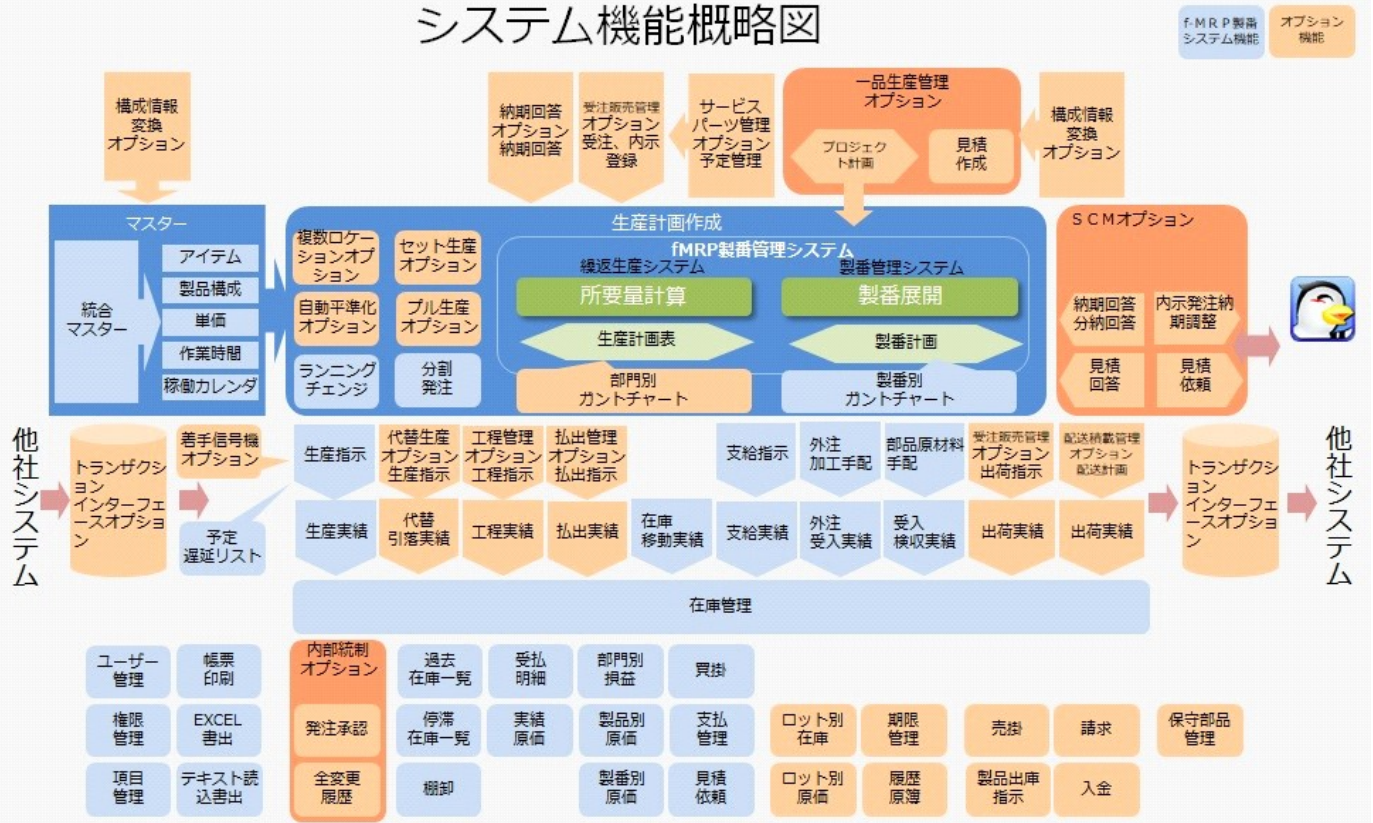 システム機能概略図
f-MRP製番
システム機能
オプション
機能
構成情報
変換
オプション
納期回答
オプション
納期回答
受注販売管理
オプション
受注、内示
登録
サービス
パーツ管理
オプション
予定管理
一品生産管理
オプション
プロジェク
ト計画
見積
作成
構成情報
変換
オプション
マスター
統合
マスター
アイテム
製品構成
単価
作業時間
稼働カレンダ
生産計画作成
複数ロケー
ションオプ
ション
セット生産
オプション
自動平準化
オプション
プル生産
オプション
ランニング
チェンジ
分割
発注
fMRP製番管理システム
繰返生産システム
製番管理システム
所要量計算
製番展開
生産計画表
製番計画
部門別
ガントチャート
製番別
ガントチャート
SCMオプション
納期回答
分納回答
内示発注納
期調整
見積
回答
見積
依頼
他社システム
トランザクシ
ョン
インターフェ
ースオプショ
ン
着手信号機
オプション
予定
遅延リスト
生産指示
代替生産
オプション
生産指示
工程管理
オプション
工程指示
払出管理
オプション
払出指示
支給指示
外注
加工手配
部品原材料
手配
受注販売管理
オプション
出荷指示
配送積載管理
オプション
配送計画
生産実績
代替
引落実績
工程実績
払出実績
在庫
移動実績
支給実績
外注
受入実績
受入
検収実績
出荷実績
出荷実績
トランザクシ
ョン
インターフェ
ースオプショ
ン
他社システム
在庫管理
ユーザー
管理
帳票
印刷
内部統制
オプション
過去
在庫一覧
受払
明細
部門別
損益
買掛
権限
管理
EXCEL
書出
発注承認
停滞
在庫一覧
実績
原価
製品別
原価
支払
管理
ロット別
在庫
期限
管理
売掛
請求
保守部品
管理
項目
管理
テキスト読
込書出
全変更
履歴
棚卸
製番別
原価
見積
依頼
ロット別
原価
履歴
原簿
製品出庫
指示
入金